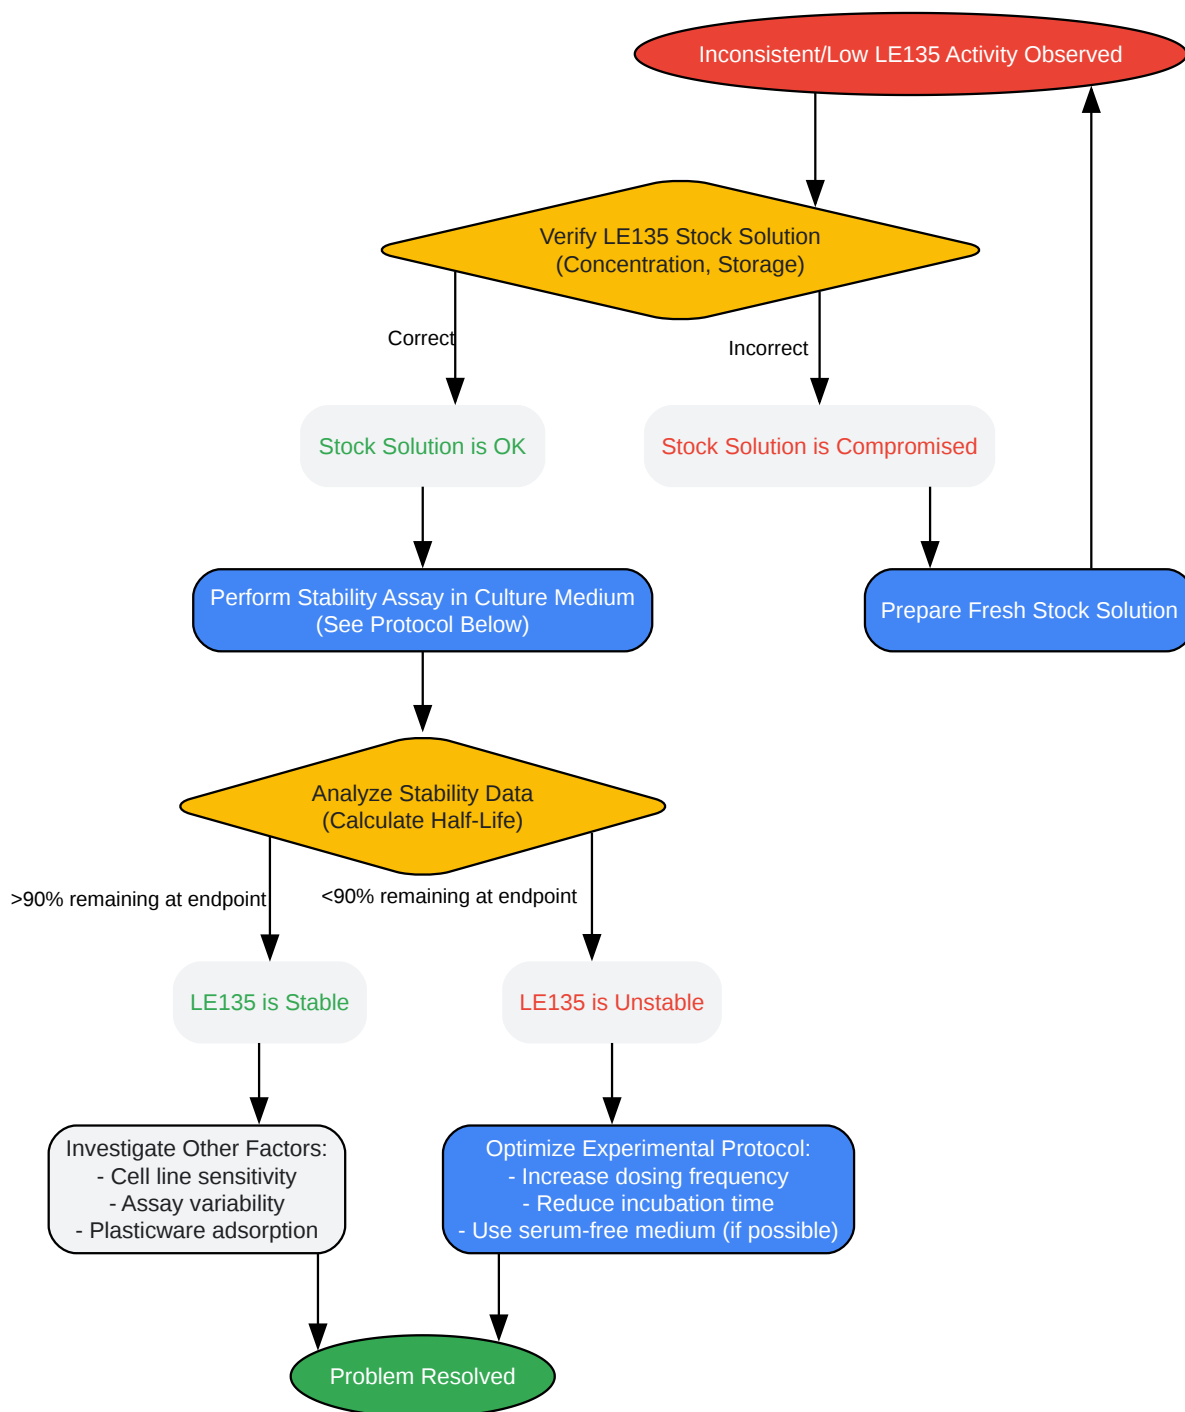 Inconsistent/Low LE135 Activity Observed
Verify LE135 Stock Solution
(Concentration, Storage)
Correct
Incorrect
Stock Solution is OK
Stock Solution is Compromised
Perform Stability Assay in Culture Medium
(See Protocol Below)
Prepare Fresh Stock Solution
Analyze Stability Data
(Calculate Half-Life)
>90% remaining at endpoint
<90% remaining at endpoint
LE135 is Stable
LE135 is Unstable
Investigate Other Factors:
- Cell line sensitivity
- Assay variability
- Plasticware adsorption
Optimize Experimental Protocol:
- Increase dosing frequency
- Reduce incubation time
- Use serum-free medium (if possible)
Problem Resolved